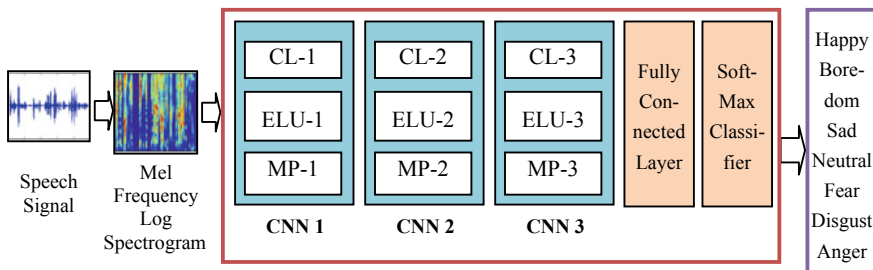 Speech
Signal
Mel
Frequency
Log
Spectrogram
CL-1
ELU-1
MP-1
CNN 1
CL-2
ELU-2
MP-2
CNN 2
CL-3
ELU-3
MP-3
CNN 3
Fully
Con-
nected
Layer
Soft-
Max
Classi-
fier
Happy
Bore-
dom
Sad
Neutral
Fear
Disgust
Anger